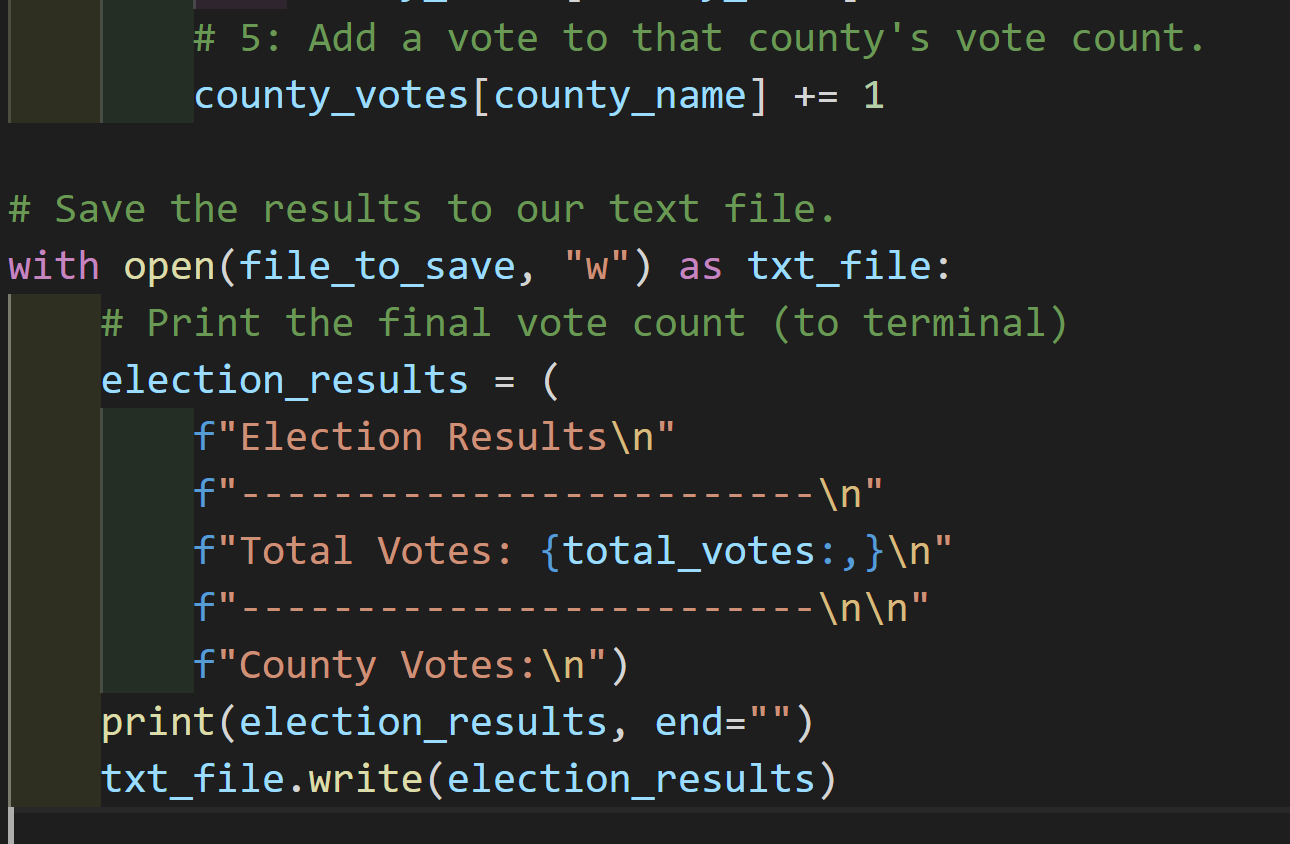 # 5: Add a vote to that county's vote count.
county_votes[county_name] += 1
# Save the results to our text file.
with open(file_to_save, "w") as txt_file:
# Print the final vote count (to terminal)
election_results = (
f"Election Results\n"
f"-------------------------\n"
f"Total Votes: {total_votes:,}\n"
f"-------------------------\n\n"
f"County Votes:\n")
print(election_results, end="")
txt_file.write(election_results)